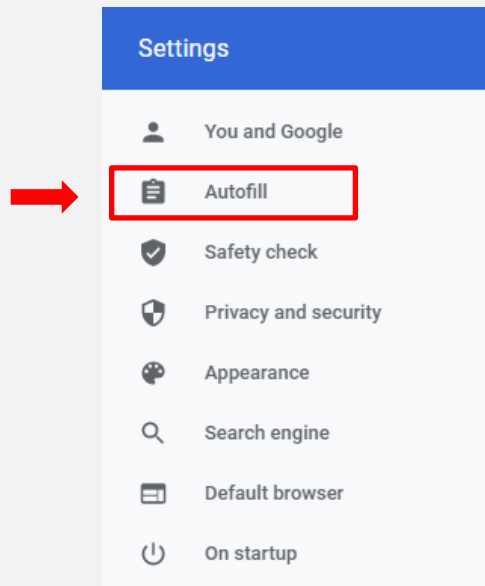 Settings
You and Google
Autofill
Safety check
Privacy and security
Appearance
Search engine
Default browser
On startup